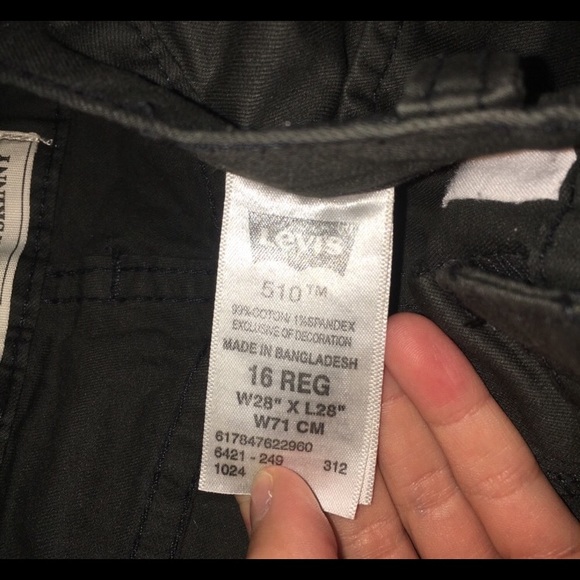 SKINNY
Levi's
510™
99% COTTON/ 1% SPANDEX
EXCLUSIVE OF DECORATION
MADE IN BANGLADESH
16 REG
W28" X L28"
W71 CM
617847622960
6421 - 249 312
1024